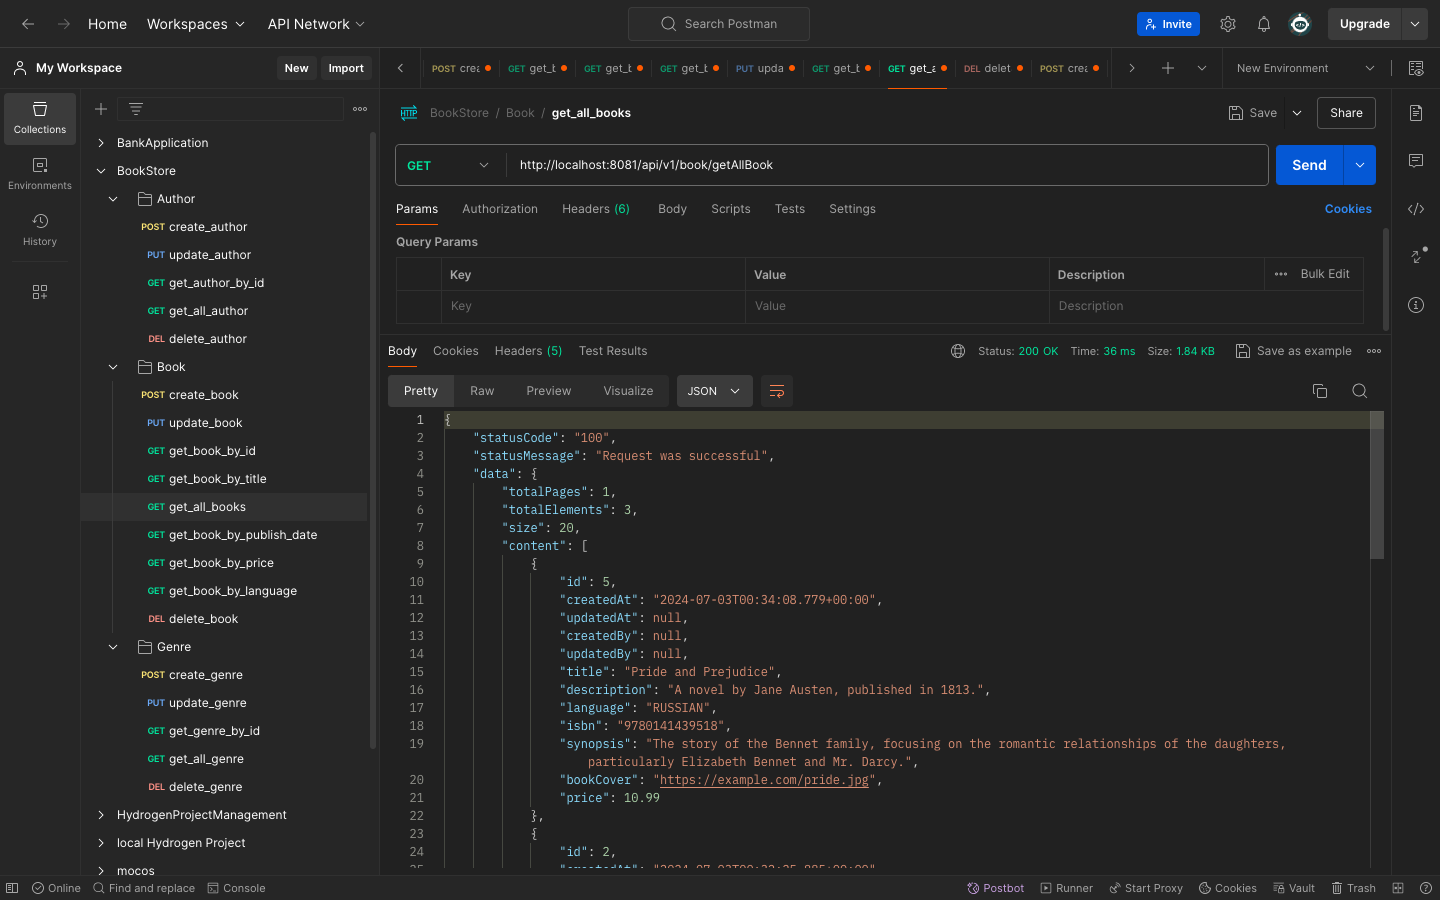 Home Workspaces API Network Search Postman Invite Upgrade
My Workspace New Import POST GET get_b GET get_b GET get_b PUT upda GET get_b GET get_a DEL delet POST New Environment
Collections
Environments
History
BankApplication
BookStore
Author
POST create_author
PUT update_author
GET get_author_by_id
GET get_all_author
DEL delete_author
Book
POST create_book
PUT update_book
GET get_book_by_id
GET get_book_by_title
GET get_all_books
GET get_book_by_publish_date
GET get_book_by_price
GET get_book_by_language
DEL delete_book
Genre
POST create_genre
PUT update_genre
GET get_genre_by_id
GET get_all_genre
DEL delete_genre
HydrogenProjectManagement
local Hydrogen Project
mocos
HTTP BookStore / Book / get_all_books Save Share
GET http://localhost:8081/api/v1/book/getAllBook Send
Params Authorization Headers (6) Body Scripts Tests Settings Cookies
Query Params
Key Value Description Bulk Edit
Key Value Description
Body Cookies Headers (5) Test Results Status: 200 OK Time: 36 ms Size: 1.84 KB Save as example
Pretty Raw Preview Visualize JSON
1 {
2 "statusCode": "100",
3 "statusMessage": "Request was successful",
4 "data": {
5 "totalPages": 1,
6 "totalElements": 3,
7 "size": 20,
8 "content": [
9 {
10 "id": 5,
11 "createdAt": "2024-07-03T00:34:08.779+00:00",
12 "updatedAt": null,
13 "createdBy": null,
14 "updatedBy": null,
15 "title": "Pride and Prejudice",
16 "description": "A novel by Jane Austen, published in 1813.",
17 "language": "RUSSIAN",
18 "isbn": "9780141439518",
19 "synopsis": "The story of the Bennet family, focusing on the romantic relationships of the daughters,
particularly Elizabeth Bennet and Mr. Darcy.",
20 "bookCover": "https://example.com/pride.jpg",
21 "price": 10.99
22 },
23 {
24 "id": 2,
Online Find and replace Console Postbot Runner Start Proxy Cookies Vault Trash